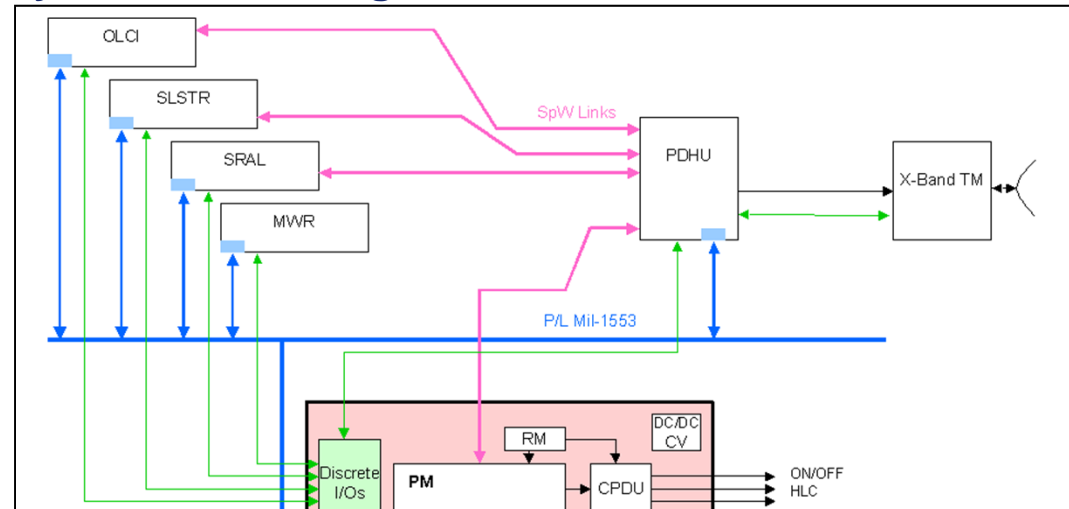 OLCI
SLSTR
SpW Links
SRAL
PDHU
X-Band TM
MWR
P/L Mil-1553
DC/DC
CV
RM
Discrete
I/Os
PM
CPDU
ON/OFF
HLC